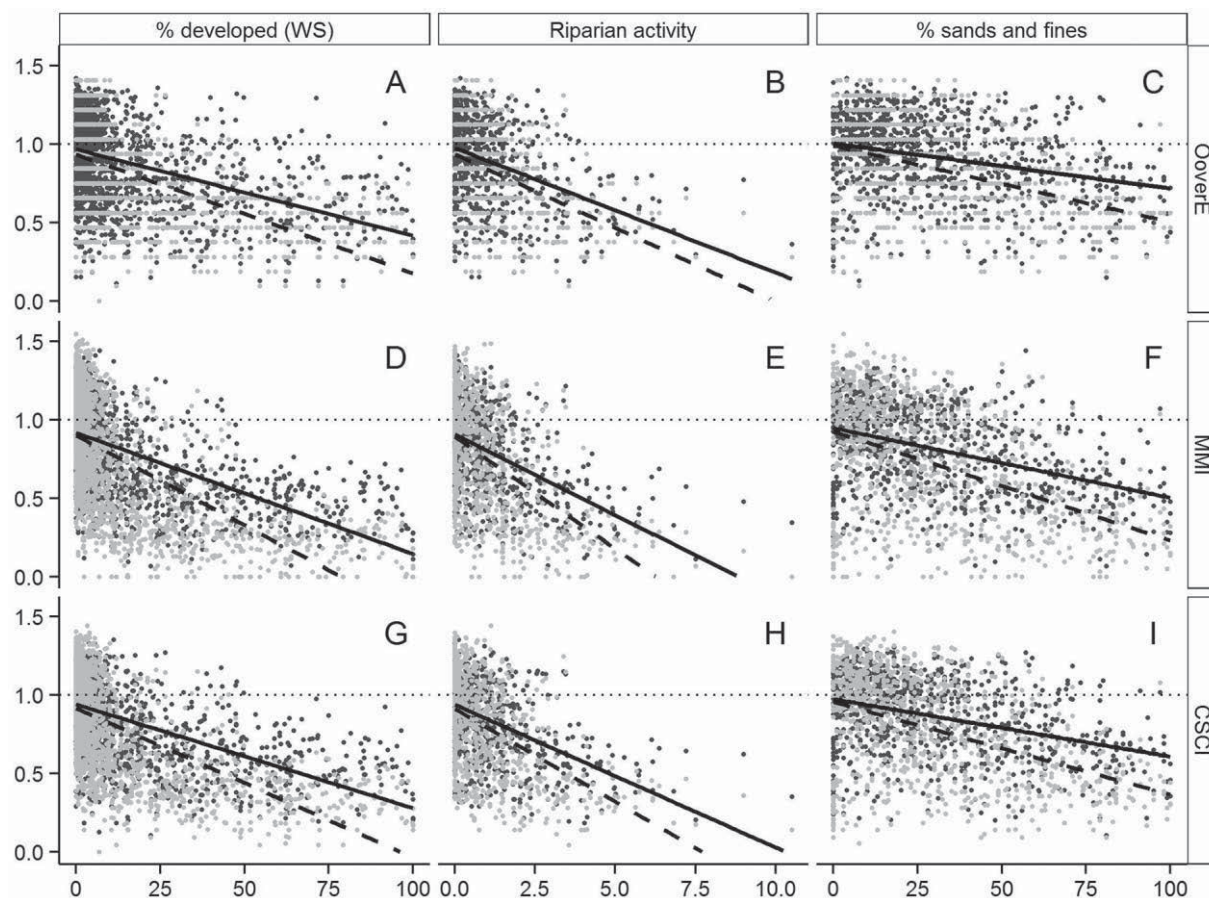 % developed (WS) Riparian activity % sands and fines
1.5 A B C
1.0
0.5
0.0
OoverE
1.5 D E F
1.0
0.5
0.0
MMI
1.5 G H I
1.0
0.5
0.0
CSCI
0 25 50 75 100 0.0 2.5 5.0 7.5 10.0 0 25 50 75 100